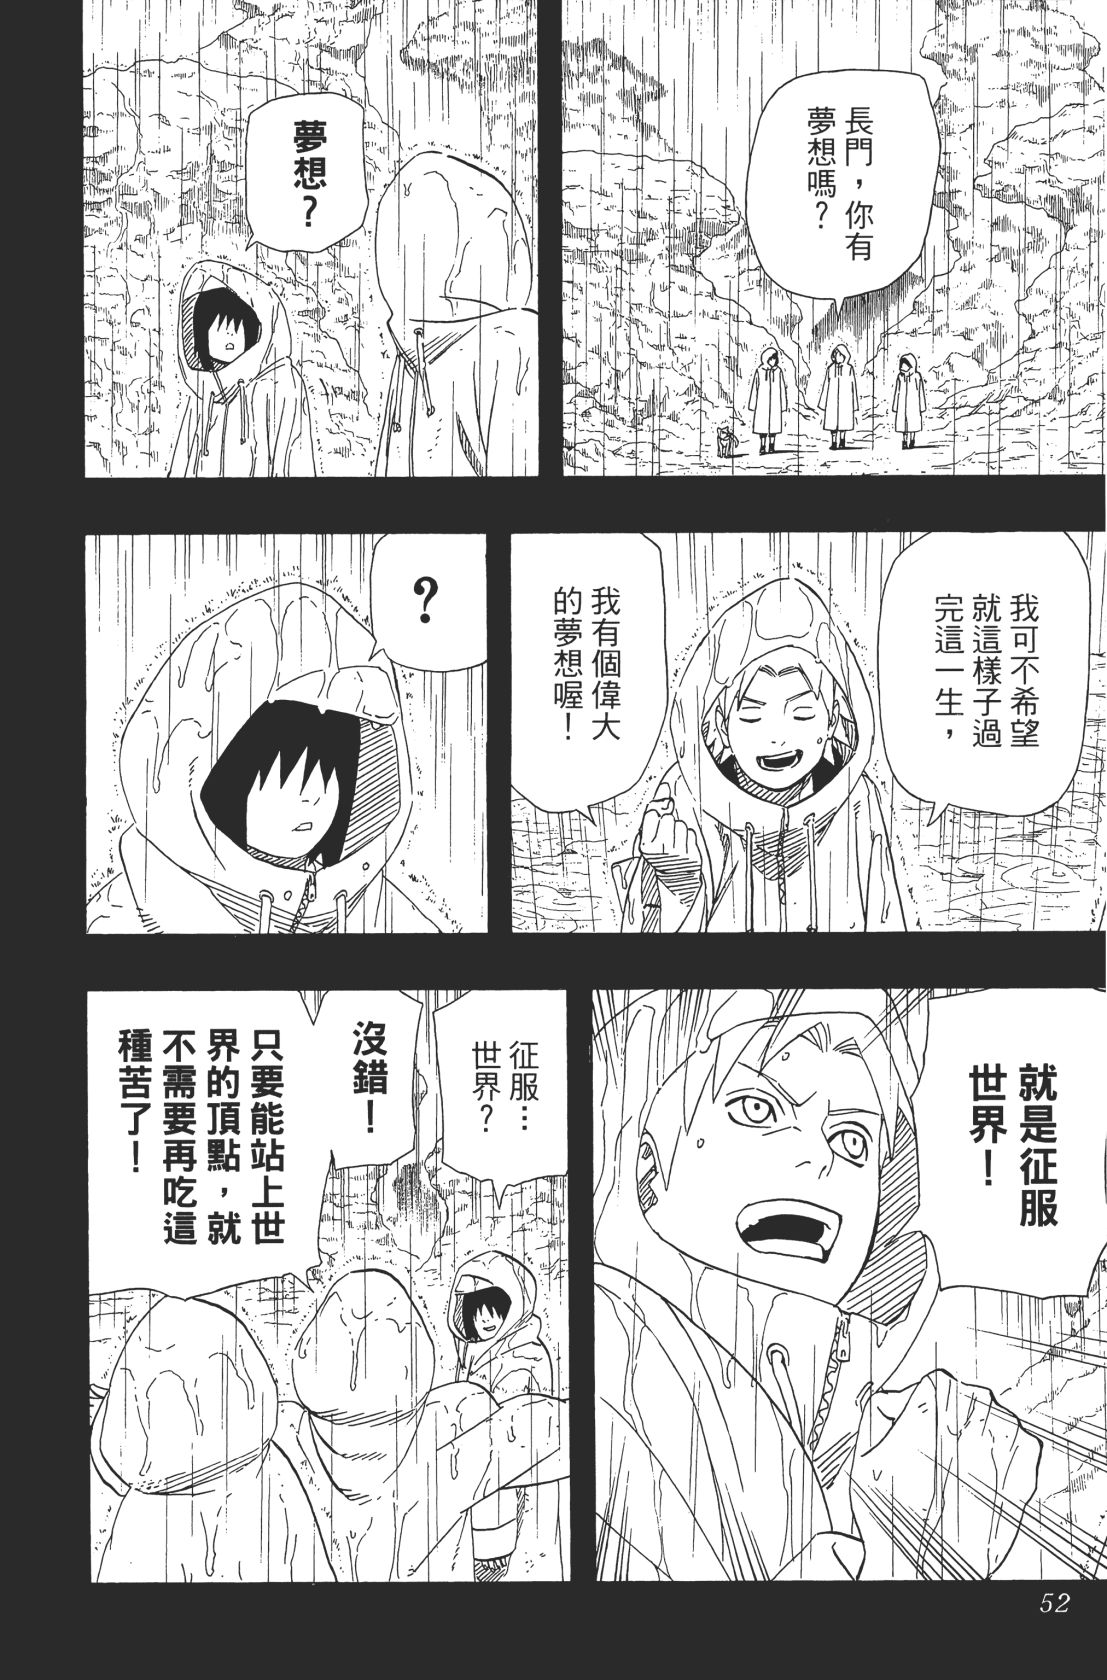 長門，你有
夢想嗎？
夢想？
我可不希望
就這樣子過
完這一生，
我有個偉大
的夢想喔！
？
就是征服
世界！
征服…
世界？
沒錯！
只要能站上世
界的頂點，就
不需要再吃這
種苦了！
52